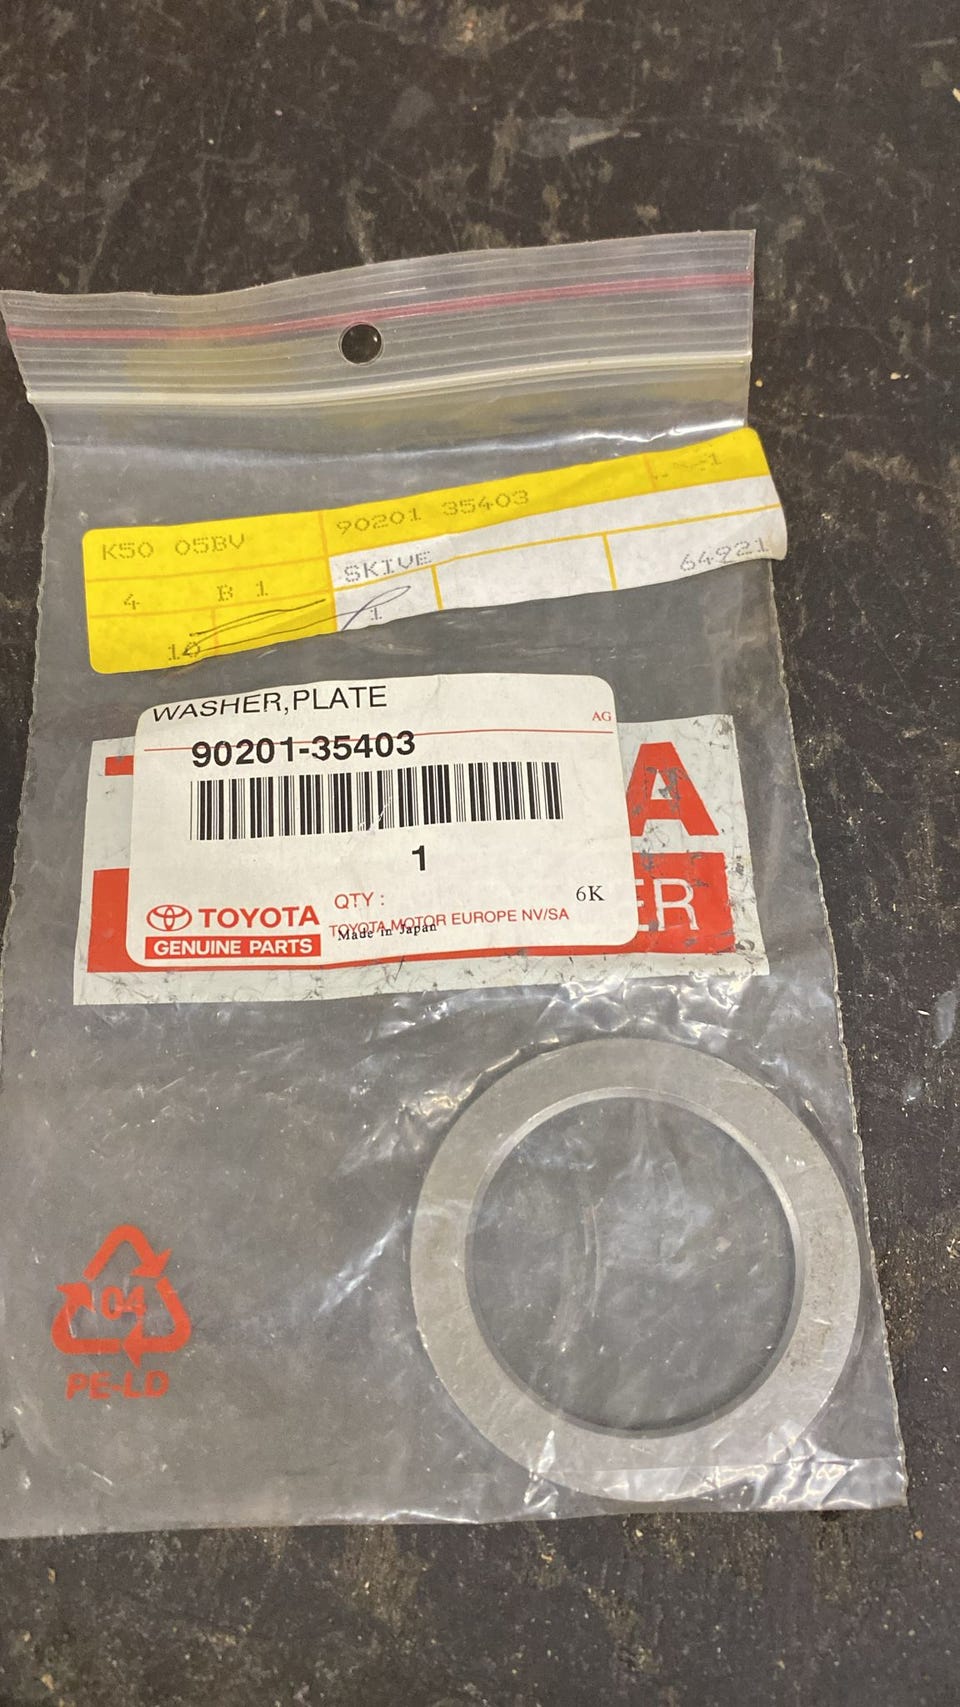 K50 05BV
90201 35403
4 B 1
SKIVE
64921
10
1
WASHER,PLATE
AG
90201-35403
A
1
QTY :
6K
TOYOTA
TOYOTA MOTOR EUROPE NV/SA
Made in Japan
GENUINE PARTS
ER
04
PE-LD